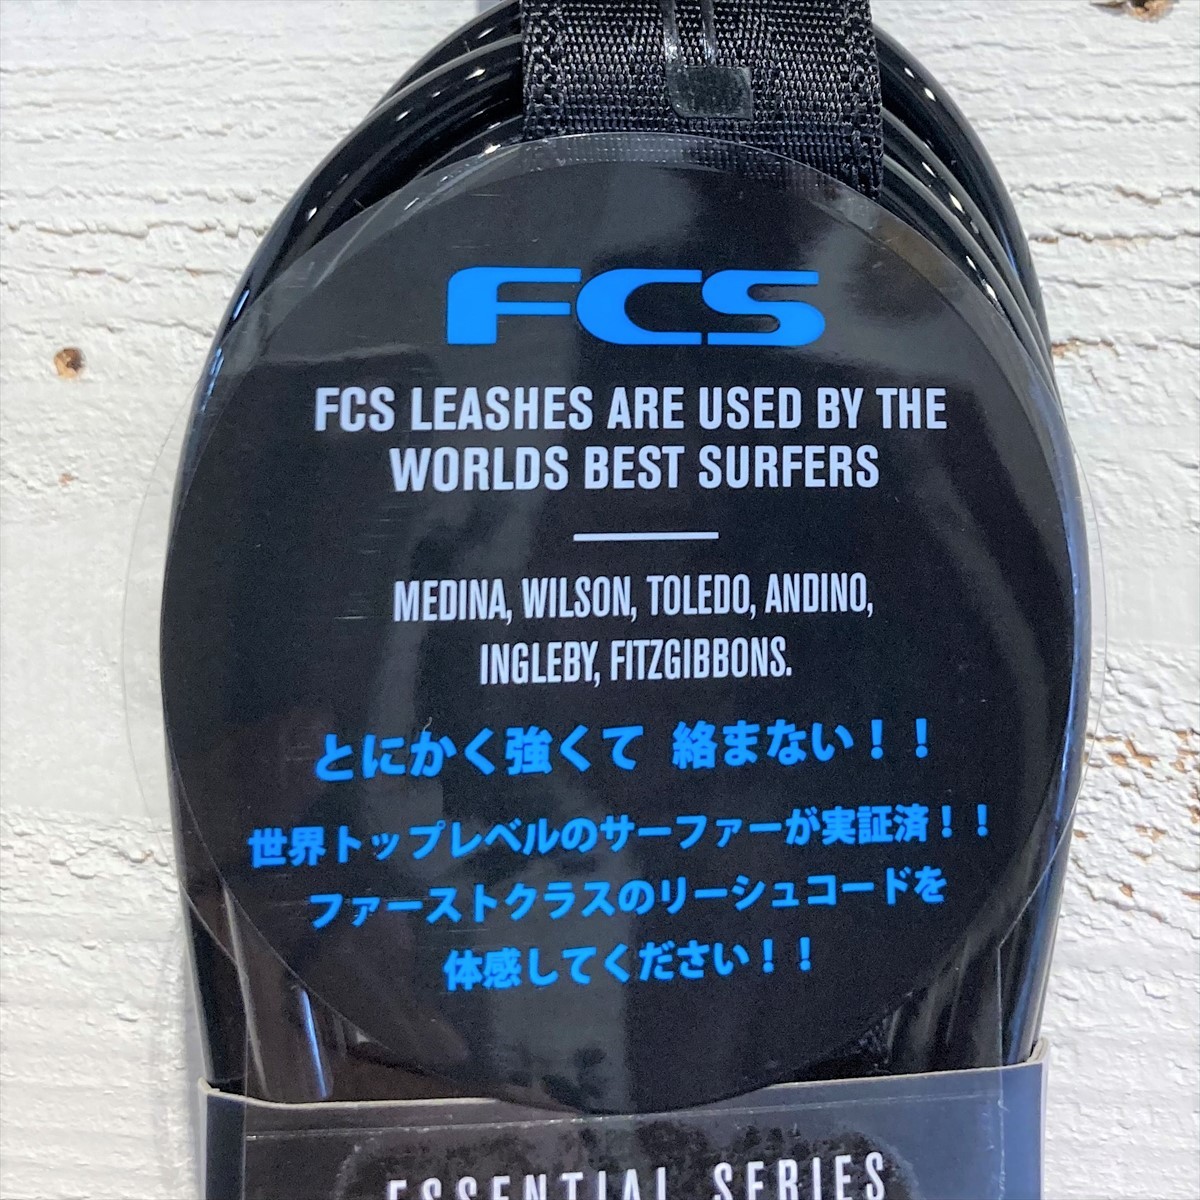 FCS
FCS LEASHES ARE USED BY THE
WORLDS BEST SURFERS
MEDINA, WILSON, TOLEDO, ANDINO,
INGLEBY, FITZGIBBONS.
とにかく強くて 絡まない！！
世界トップレベルのサーファーが実証済！！
ファーストクラスのリーシュコードを
体感してください！！
ESSENTIAL SERIES